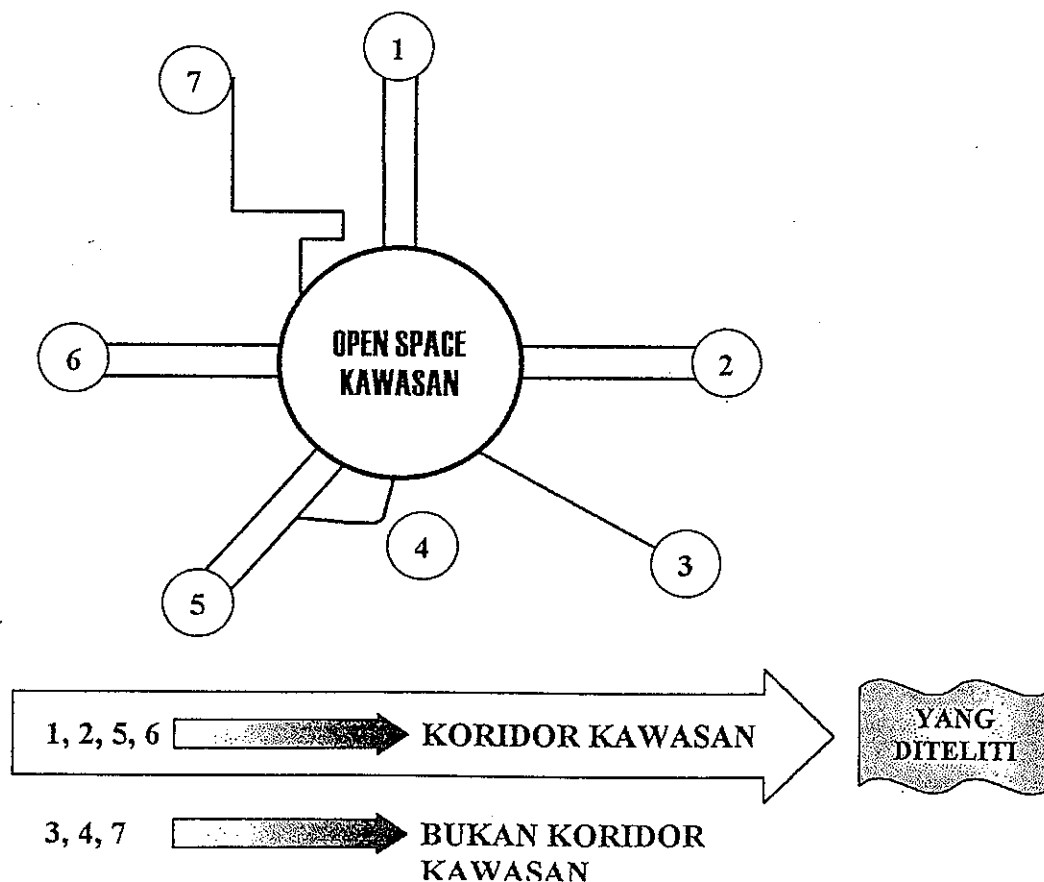 1
7
OPEN SPACE
KAWASAN
6
2
4
3
5
1, 2, 5, 6 KORIDOR KAWASAN
YANG
DITELITI
3, 4, 7 BUKAN KORIDOR
KAWASAN